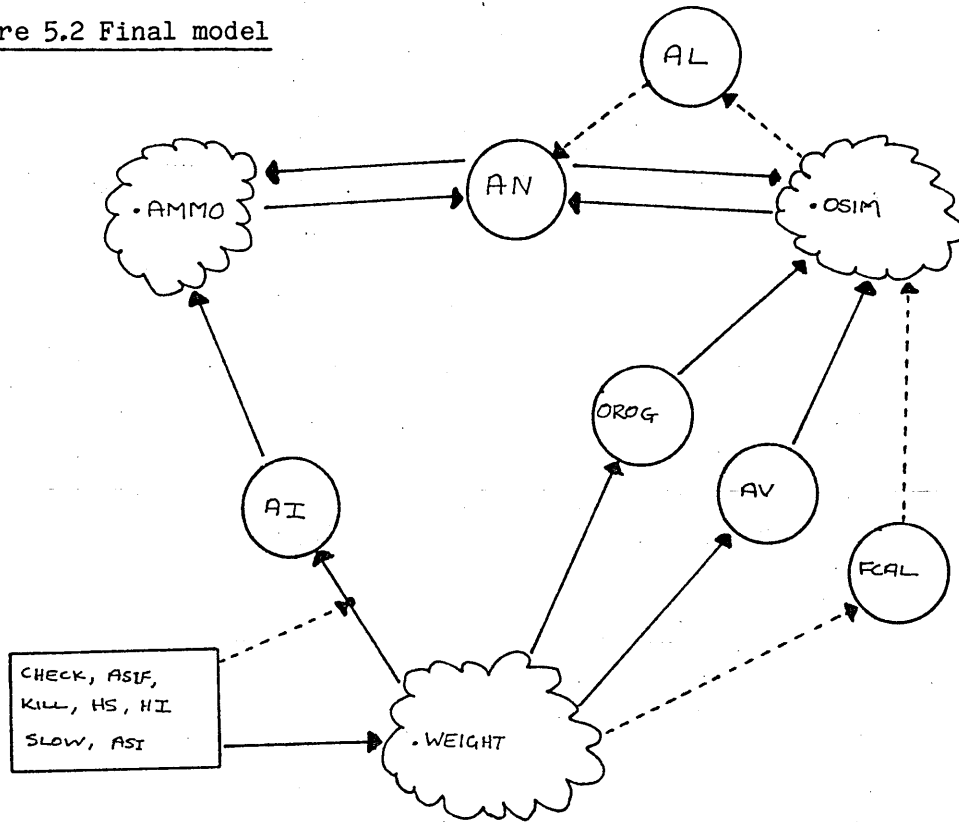 re 5.2 Final model
AL
AN
.AMMO
.OSIM
OROG
AV
AI
FCAL
CHECK, ASIF,
KILL, HS, HI
SLOW, ASI
.WEIGHT